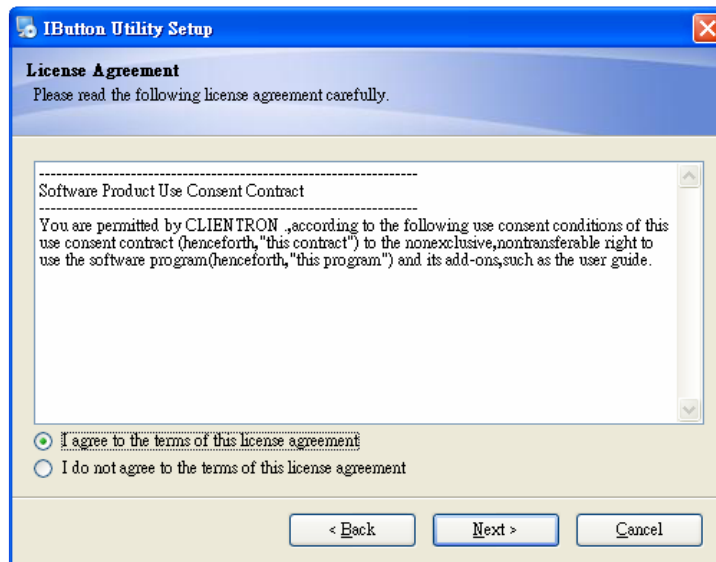 IButton Utility Setup
License Agreement
Please read the following license agreement carefully.
------------------------------------------------------------------
Software Product Use Consent Contract
------------------------------------------------------------------
You are permitted by CLIENTRON .,according to the following use consent conditions of this
use consent contract (henceforth,"this contract") to the nonexclusive,nontransferable right to
use the software program(henceforth,"this program") and its add-ons,such as the user guide.
I agree to the terms of this license agreement
I do not agree to the terms of this license agreement
< Back
Next >
Cancel